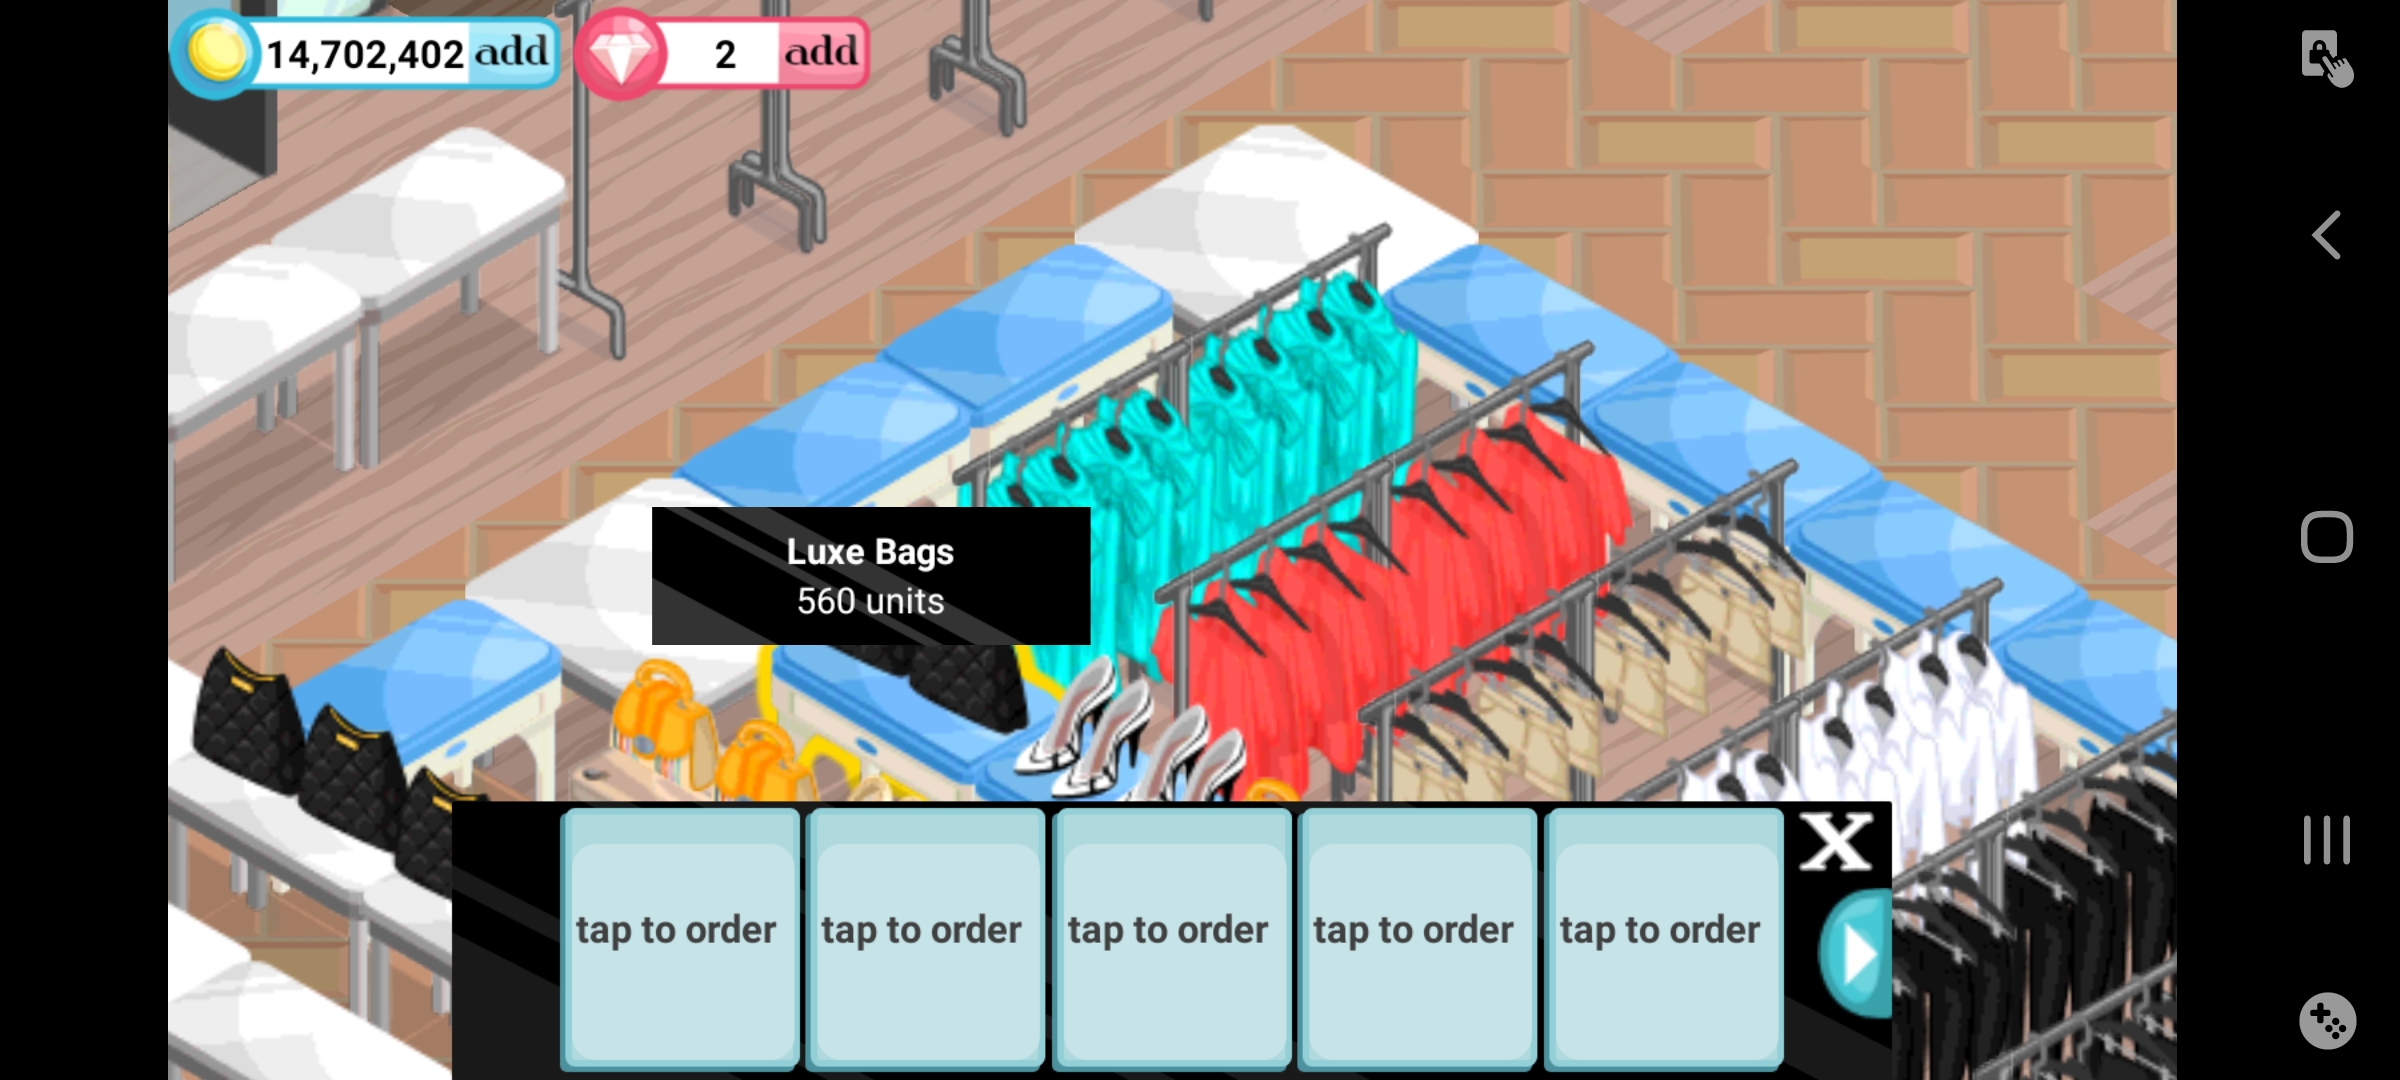 14,702,402 add 2 add
Luxe Bags
560 units
X
tap to order tap to order tap to order tap to order tap to order